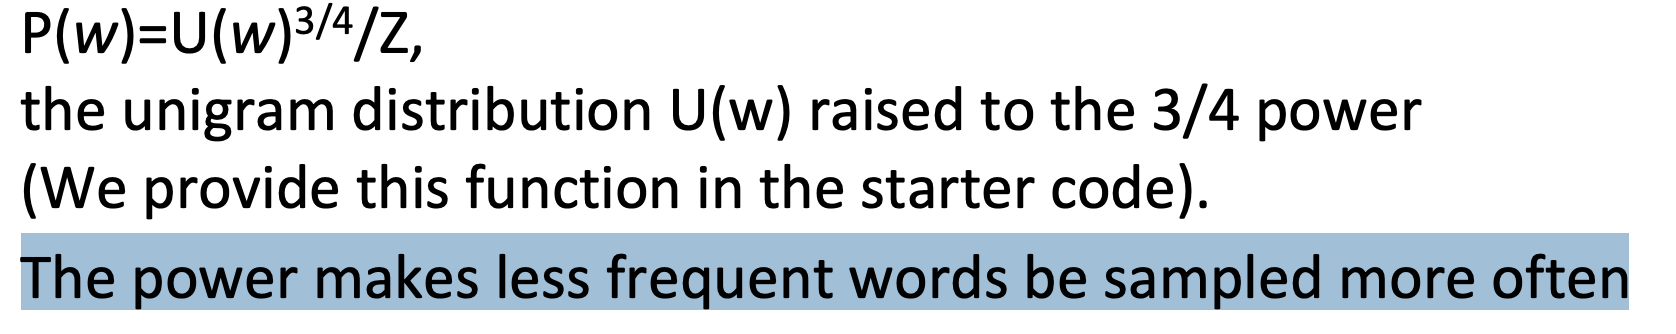 P(w)=U(w)³/⁴/Z,
the unigram distribution U(w) raised to the 3/4 power
(We provide this function in the starter code).
The power makes less frequent words be sampled more often